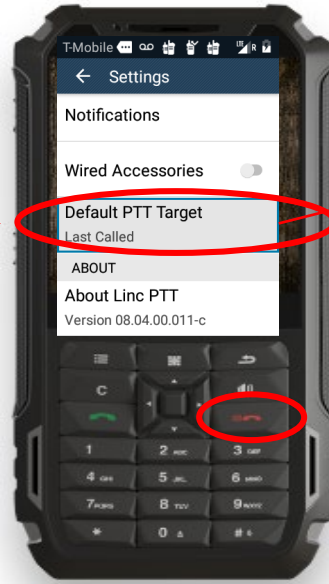 T-Mobile
LTE R
Settings
Notifications
Wired Accessories
Default PTT Target
Last Called
ABOUT
About Linc PTT
Version 08.04.00.011-c
C
1 2 ABC 3 DEF
4 GHI 5 JKL 6 MNO
7 PQRS 8 TUV 9 WXYZ
* 0 #